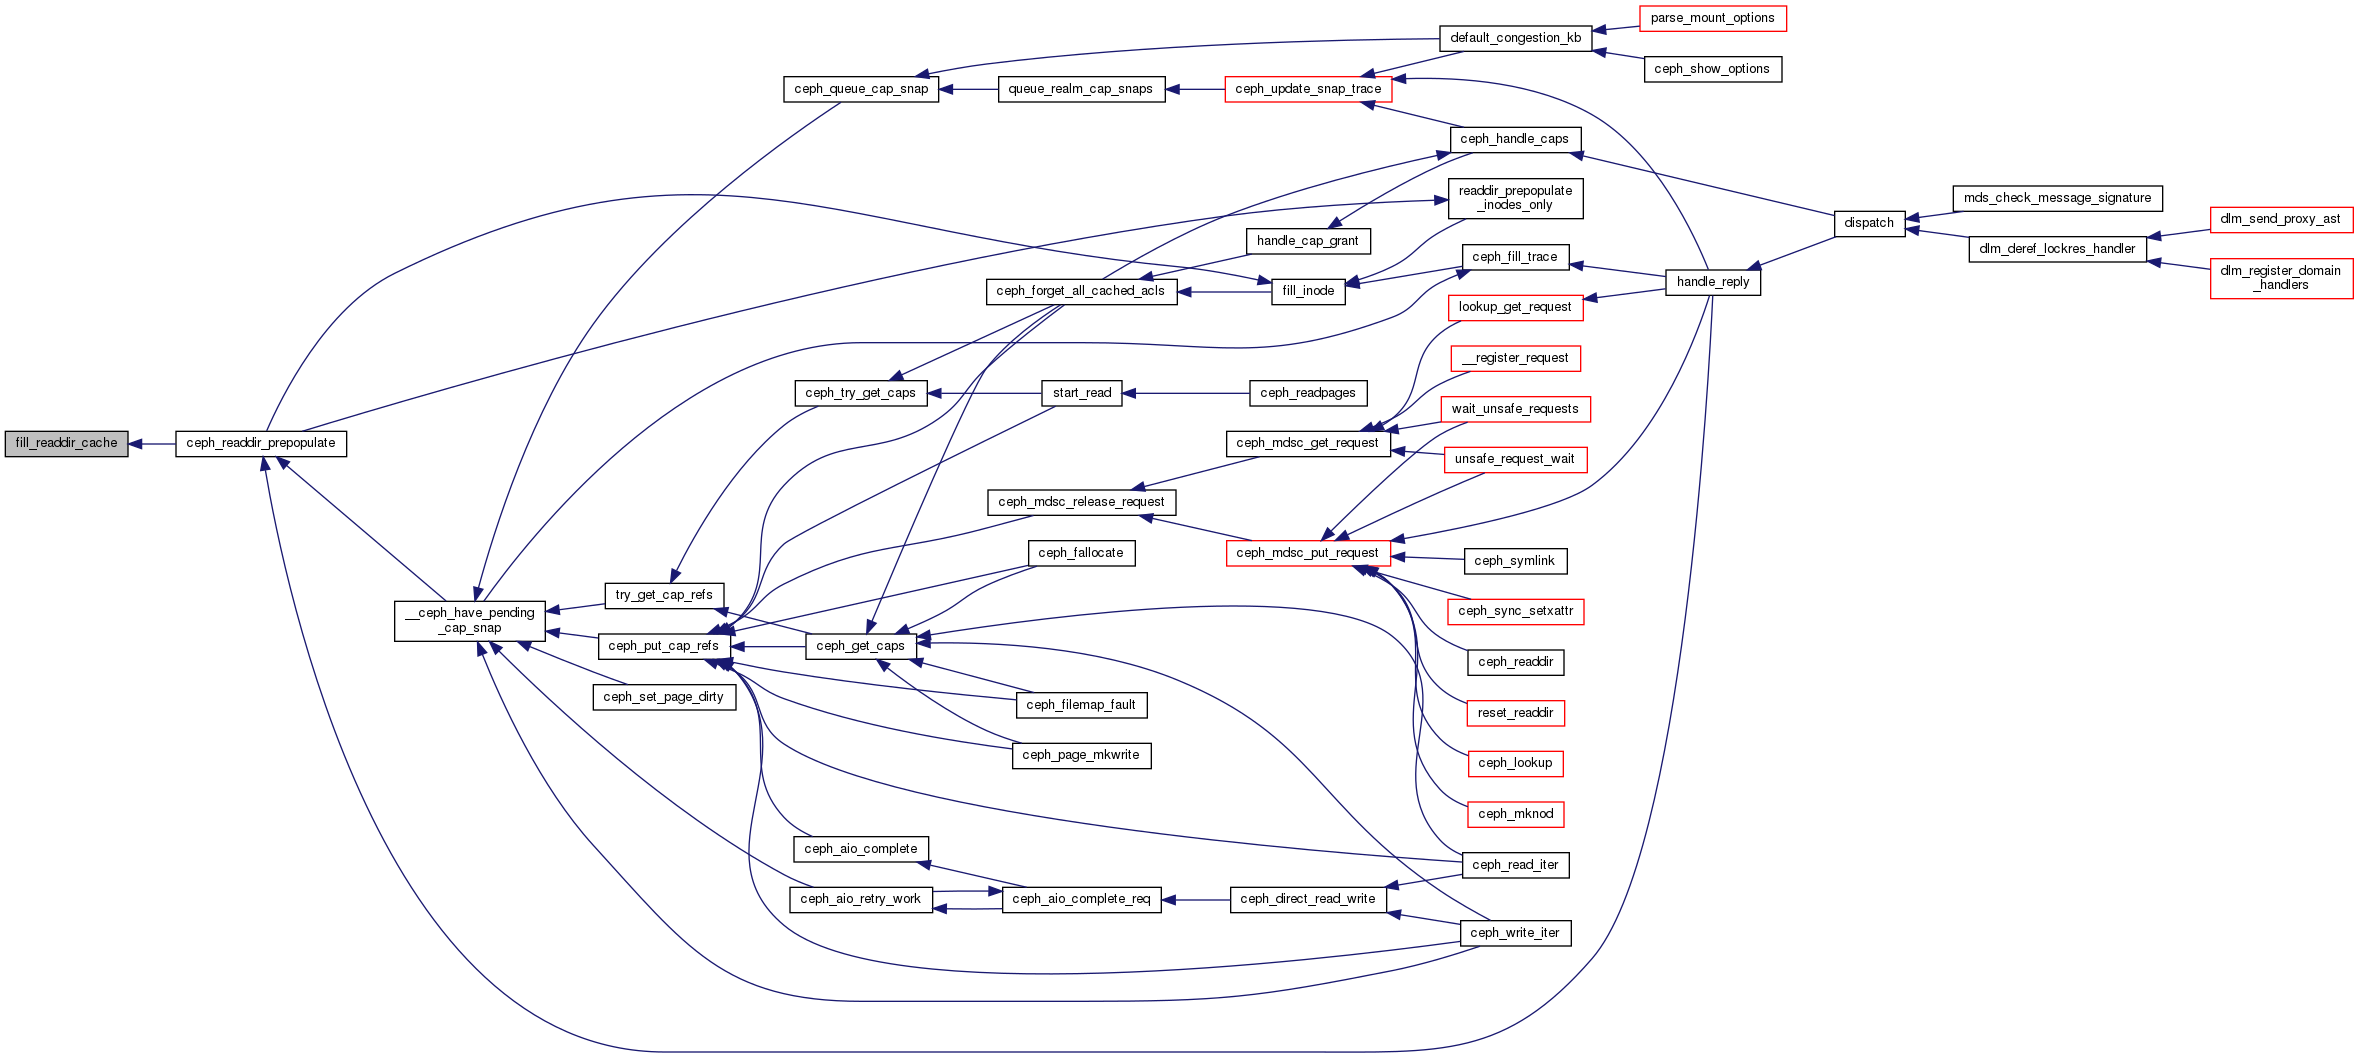 parse_mount_options
default_congestion_kb
ceph_show_options
ceph_queue_cap_snap
queue_realm_cap_snaps
ceph_update_snap_trace
ceph_handle_caps
readdir_prepopulate
_inodes_only
mds_check_message_signature
dispatch
dlm_send_proxy_ast
handle_cap_grant
dlm_deref_lockres_handler
ceph_fill_trace
dlm_register_domain
_handlers
ceph_forget_all_cached_acls
fill_inode
handle_reply
lookup_get_request
__register_request
ceph_try_get_caps
start_read
ceph_readpages
wait_unsafe_requests
fill_readdir_cache
ceph_readdir_prepopulate
ceph_mdsc_get_request
unsafe_request_wait
ceph_mdsc_release_request
ceph_fallocate
ceph_mdsc_put_request
ceph_symlink
try_get_cap_refs
__ceph_have_pending
_cap_snap
ceph_sync_setxattr
ceph_put_cap_refs
ceph_get_caps
ceph_readdir
ceph_set_page_dirty
ceph_filemap_fault
reset_readdir
ceph_page_mkwrite
ceph_lookup
ceph_mknod
ceph_aio_complete
ceph_read_iter
ceph_aio_retry_work
ceph_aio_complete_req
ceph_direct_read_write
ceph_write_iter